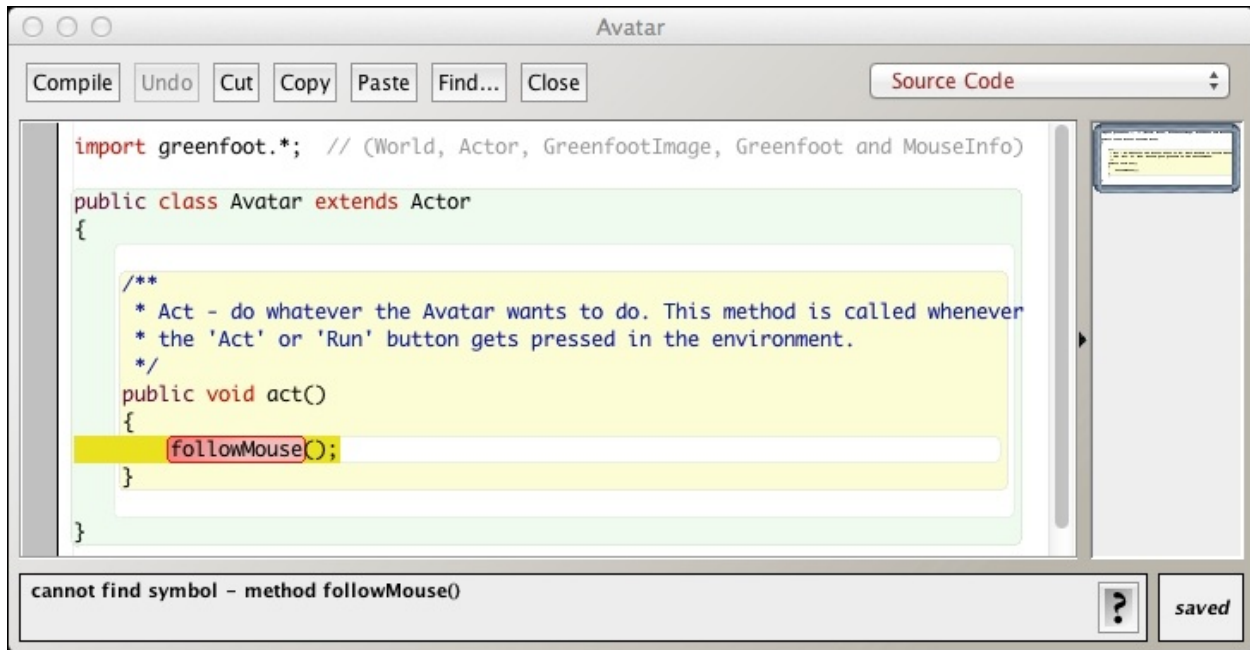 Avatar
Compile Undo Cut Copy Paste Find... Close Source Code
import greenfoot.*;  // (World, Actor, GreenfootImage, Greenfoot and MouseInfo)
public class Avatar extends Actor
{
/**
* Act - do whatever the Avatar wants to do. This method is called whenever
* the 'Act' or 'Run' button gets pressed in the environment.
*/
public void act()
{
followMouse();
}
}
cannot find symbol - method followMouse()
? saved